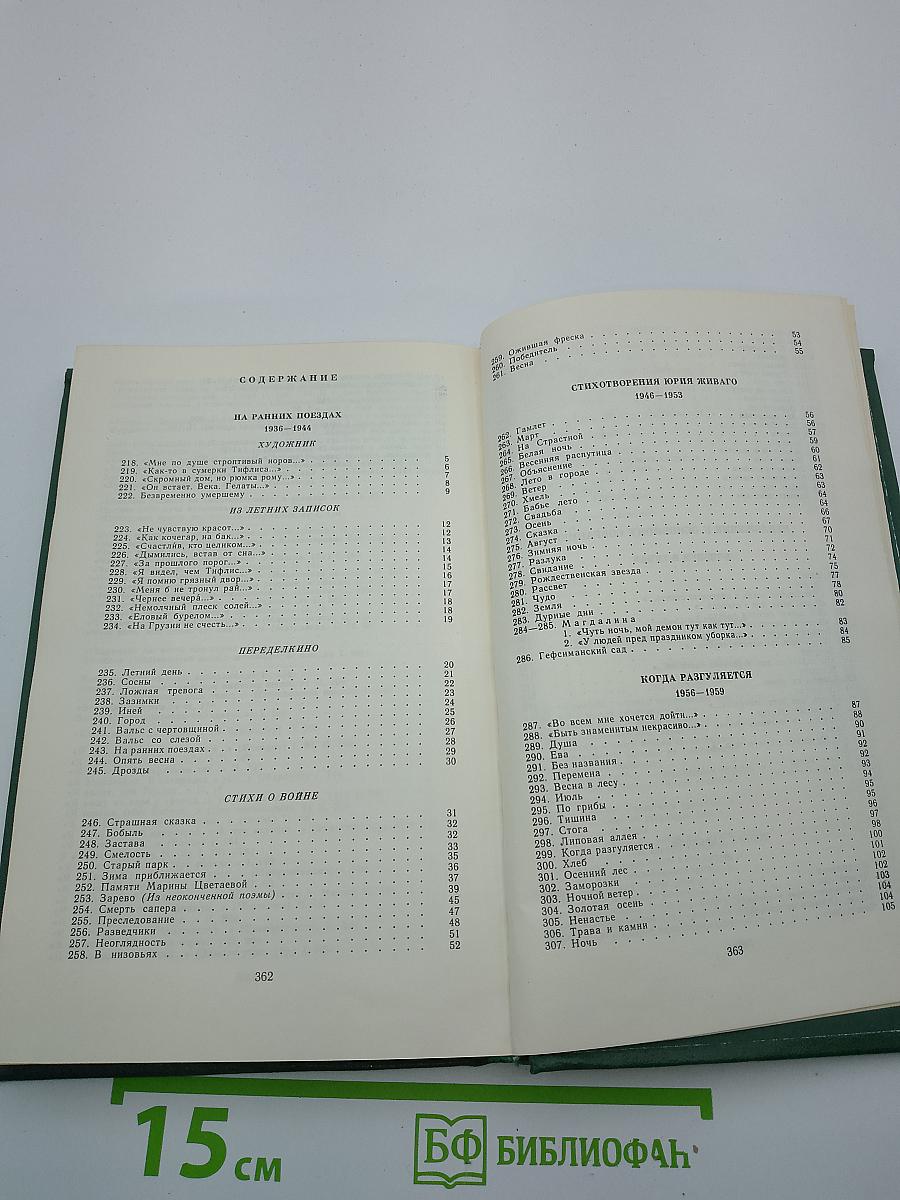 СОДЕРЖАНИЕ
НА РАННИХ ПОЕЗДАХ
1936—1944
ХУДОЖНИК
218. «Мне по душе строптивый норов...» 5
219. «Как-то в сумерки Тифлиса...» 6
220. «Скромный дом, но рюмка рому...» 7
221. «Он встает. Века. Гелаты...» 8
222. Безвременно умершему 9
ИЗ ЛЕТНИХ ЗАПИСОК
223. «Не чувствую красот...» 12
224. «Как кочегар, на бак...» 12
225. «Счастлив, кто целиком...» 13
226. «Дымились, встав от сна...» 14
227. «За прошлого порог...» 14
228. «Я видел, чем Тифлис...» 15
229. «Я помню грязный двор...» 16
230. «Меня б не тронул рай...» 17
231. «Чернее вечера...» 17
232. «Немолчный плеск солей...» 18
233. «Еловый бурелом...» 18
234. «На Грузии не счесть...» 19
ПЕРЕДЕЛКИНО
235. Летний день 20
236. Сосны 21
237. Ложная тревога 22
238. Зазимки 23
239. Иней 24
240. Город 25
241. Вальс с чертовщиной 26
242. Вальс со слезой 27
243. На ранних поездах 28
244. Опять весна 29
245. Дрозды 30
СТИХИ О ВОЙНЕ
246. Страшная сказка 31
247. Бобыль 32
248. Застава 32
249. Смелость 33
250. Старый парк 35
251. Зима приближается 36
252. Памяти Марины Цветаевой 37
253. Зарево (Из неоконченной поэмы) 39
254. Смерть сапера 45
255. Преследование 47
256. Разведчики 48
257. Неоглядность 51
258. В низовьях 52
362
259. Ожившая фреска 53
260. Победитель 54
261. Весна 55
СТИХОТВОРЕНИЯ ЮРИЯ ЖИВАГО
1946—1953
262. Гамлет 56
263. Март 56
264. На Страстной 57
265. Белая ночь 59
266. Весенняя распутица 60
267. Объяснение 61
268. Лето в городе 62
269. Ветер 63
270. Хмель 63
271. Бабье лето 64
272. Свадьба 64
273. Осень 66
274. Сказка 67
275. Август 70
276. Зимняя ночь 71
277. Разлука 72
278. Свидание 74
279. Рождественская звезда 75
280. Рассвет 77
281. Чудо 78
282. Земля 80
283. Дурные дни 82
284—285. Магдалина
1. «Чуть ночь, мой демон тут как тут...» 83
2. «У людей пред праздником уборка...» 84
286. Гефсиманский сад 85
КОГДА РАЗГУЛЯЕТСЯ
1956—1959
287. «Во всем мне хочется дойти...» 87
288. «Быть знаменитым некрасиво...» 88
289. Душа 90
290. Ева 91
291. Без названия 92
292. Перемена 92
293. Весна в лесу 93
294. Июль 94
295. По грибы 95
296. Тишина 95
297. Стога 96
298. Липовая аллея 97
299. Когда разгуляется 98
300. Хлеб 100
301. Осенний лес 101
302. Заморозки 102
303. Ночной ветер 102
304. Золотая осень 103
305. Ненастье 104
306. Трава и камни 104
307. Ночь 105
363
15 см
БФ БИБЛИОФАН